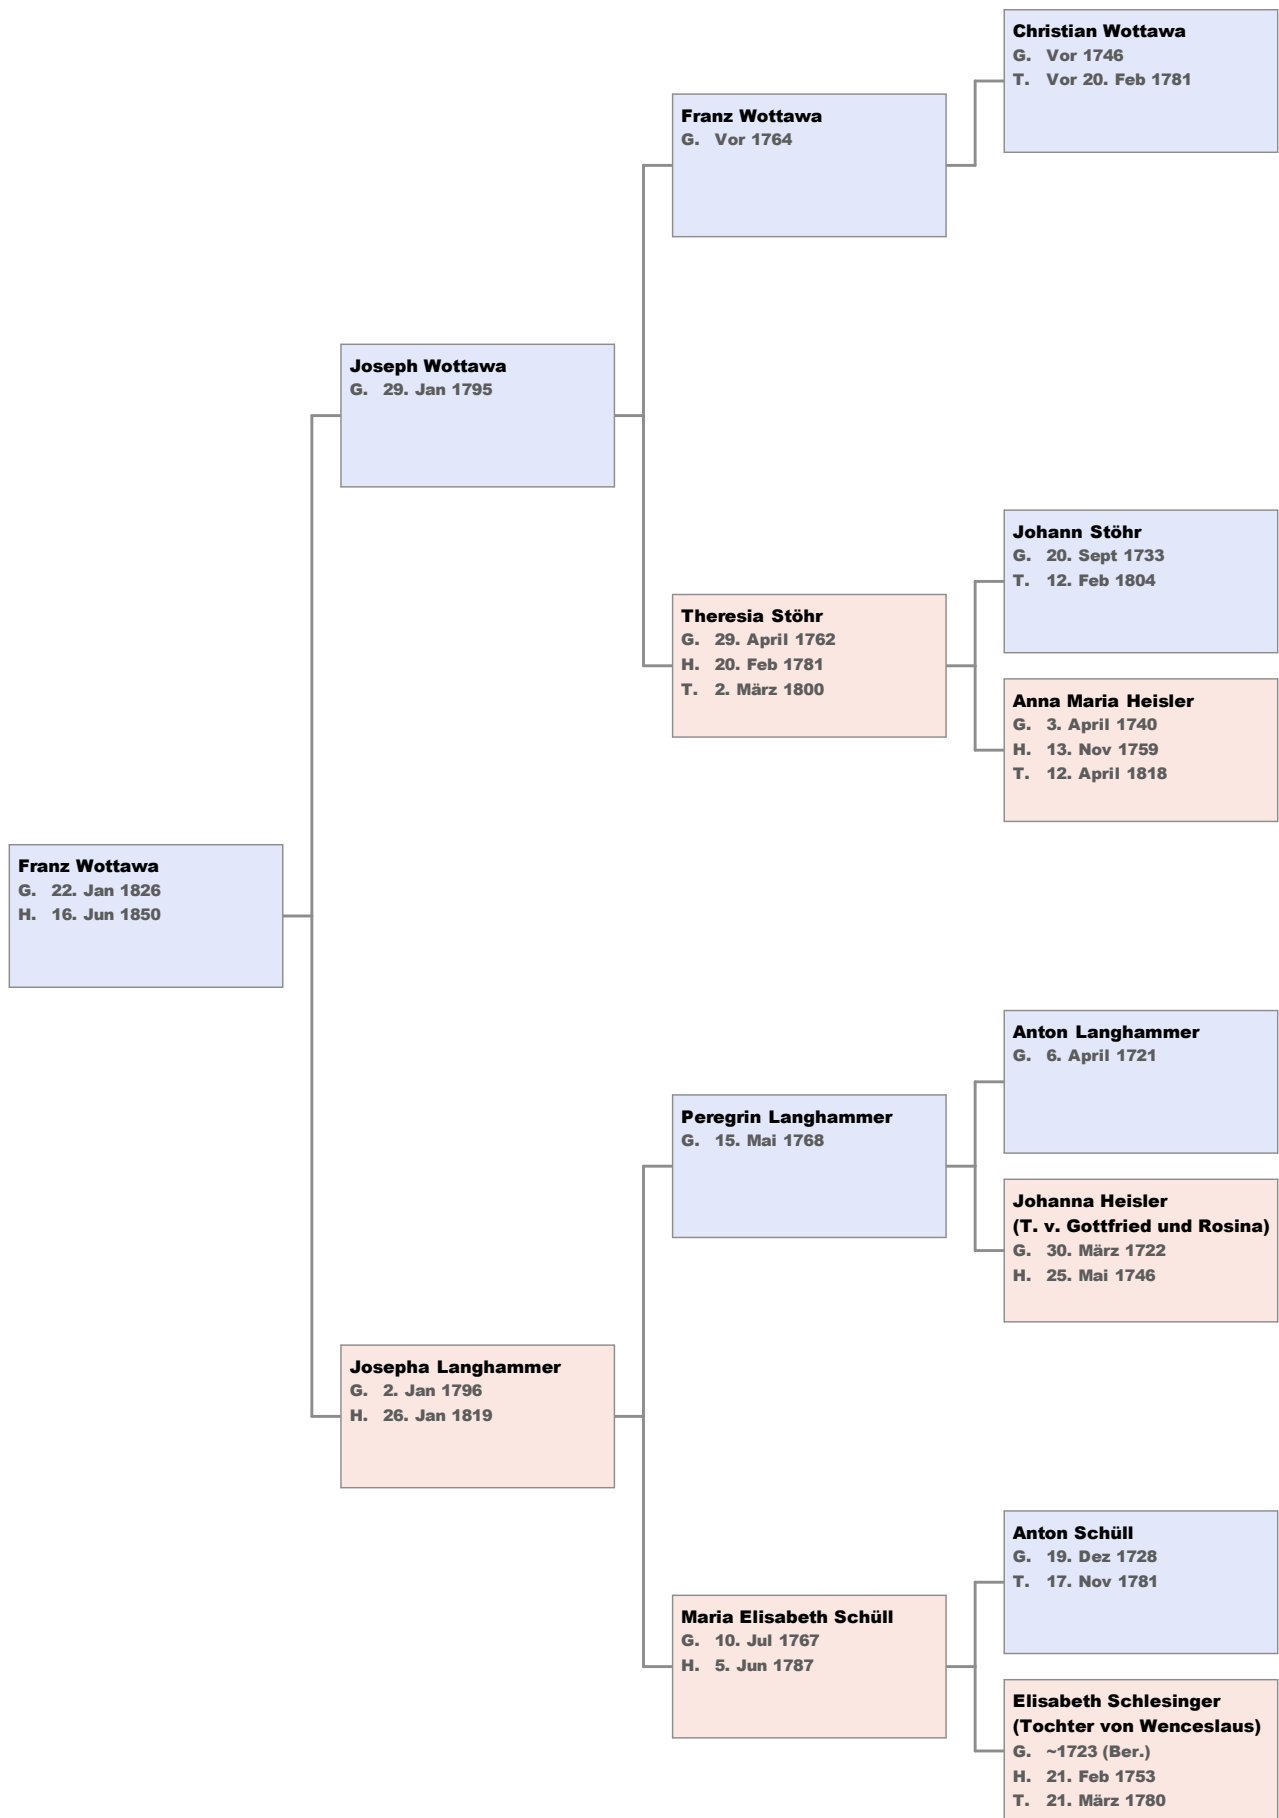 Christian Wottawa
G. Vor 1746
T. Vor 20. Feb 1781
Franz Wottawa
G. Vor 1764
Joseph Wottawa
G. 29. Jan 1795
Johann Stöhr
G. 20. Sept 1733
T. 12. Feb 1804
Theresia Stöhr
G. 29. April 1762
H. 20. Feb 1781
T. 2. März 1800
Anna Maria Heisler
G. 3. April 1740
H. 13. Nov 1759
T. 12. April 1818
Franz Wottawa
G. 22. Jan 1826
H. 16. Jun 1850
Anton Langhammer
G. 6. April 1721
Peregrin Langhammer
G. 15. Mai 1768
Johanna Heisler
(T. v. Gottfried und Rosina)
G. 30. März 1722
H. 25. Mai 1746
Josepha Langhammer
G. 2. Jan 1796
H. 26. Jan 1819
Anton Schüll
G. 19. Dez 1728
T. 17. Nov 1781
Maria Elisabeth Schüll
G. 10. Jul 1767
H. 5. Jun 1787
Elisabeth Schlesinger
(Tochter von Wenceslaus)
G. ~1723 (Ber.)
H. 21. Feb 1753
T. 21. März 1780